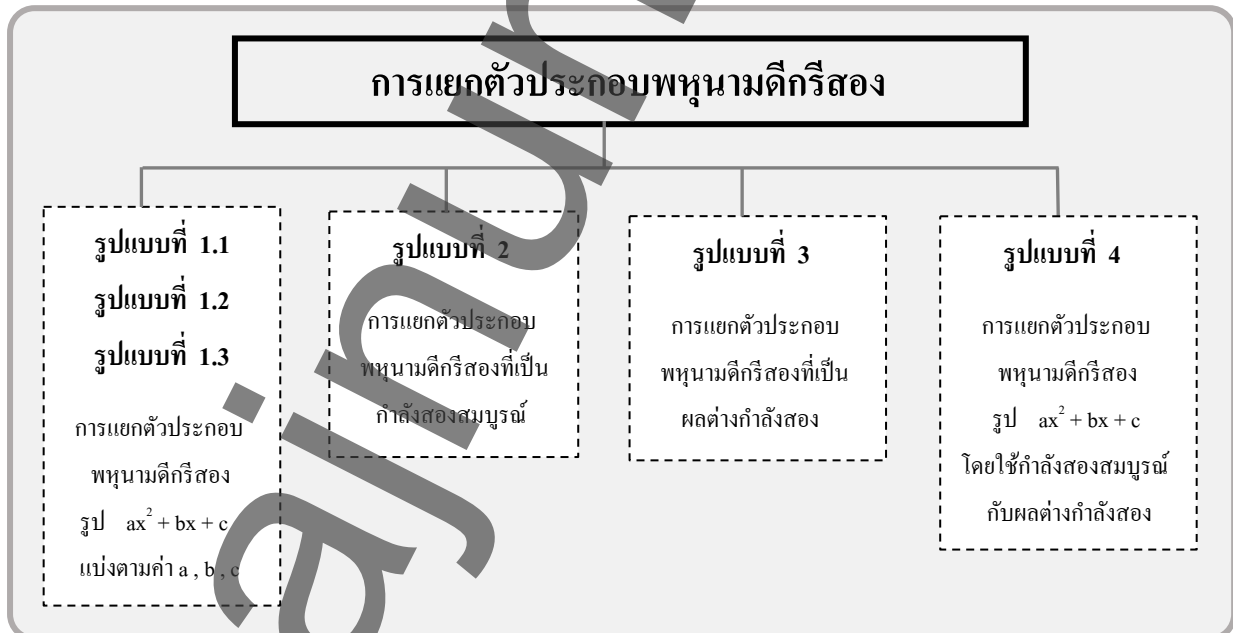 การแยกตัวประกอบพหุนามดีกรีสอง
รูปแบบที่ 1.1
รูปแบบที่ 1.2
รูปแบบที่ 1.3
การแยกตัวประกอบ
พหุนามดีกรีสอง
รูป ax² + bx + c
แบ่งตามค่า a , b , c
รูปแบบที่ 2
การแยกตัวประกอบ
พหุนามดีกรีสองที่เป็น
กำลังสองสมบูรณ์
รูปแบบที่ 3
การแยกตัวประกอบ
พหุนามดีกรีสองที่เป็น
ผลต่างกำลังสอง
รูปแบบที่ 4
การแยกตัวประกอบ
พหุนามดีกรีสอง
รูป ax² + bx + c
โดยใช้กำลังสองสมบูรณ์
กับผลต่างกำลังสอง